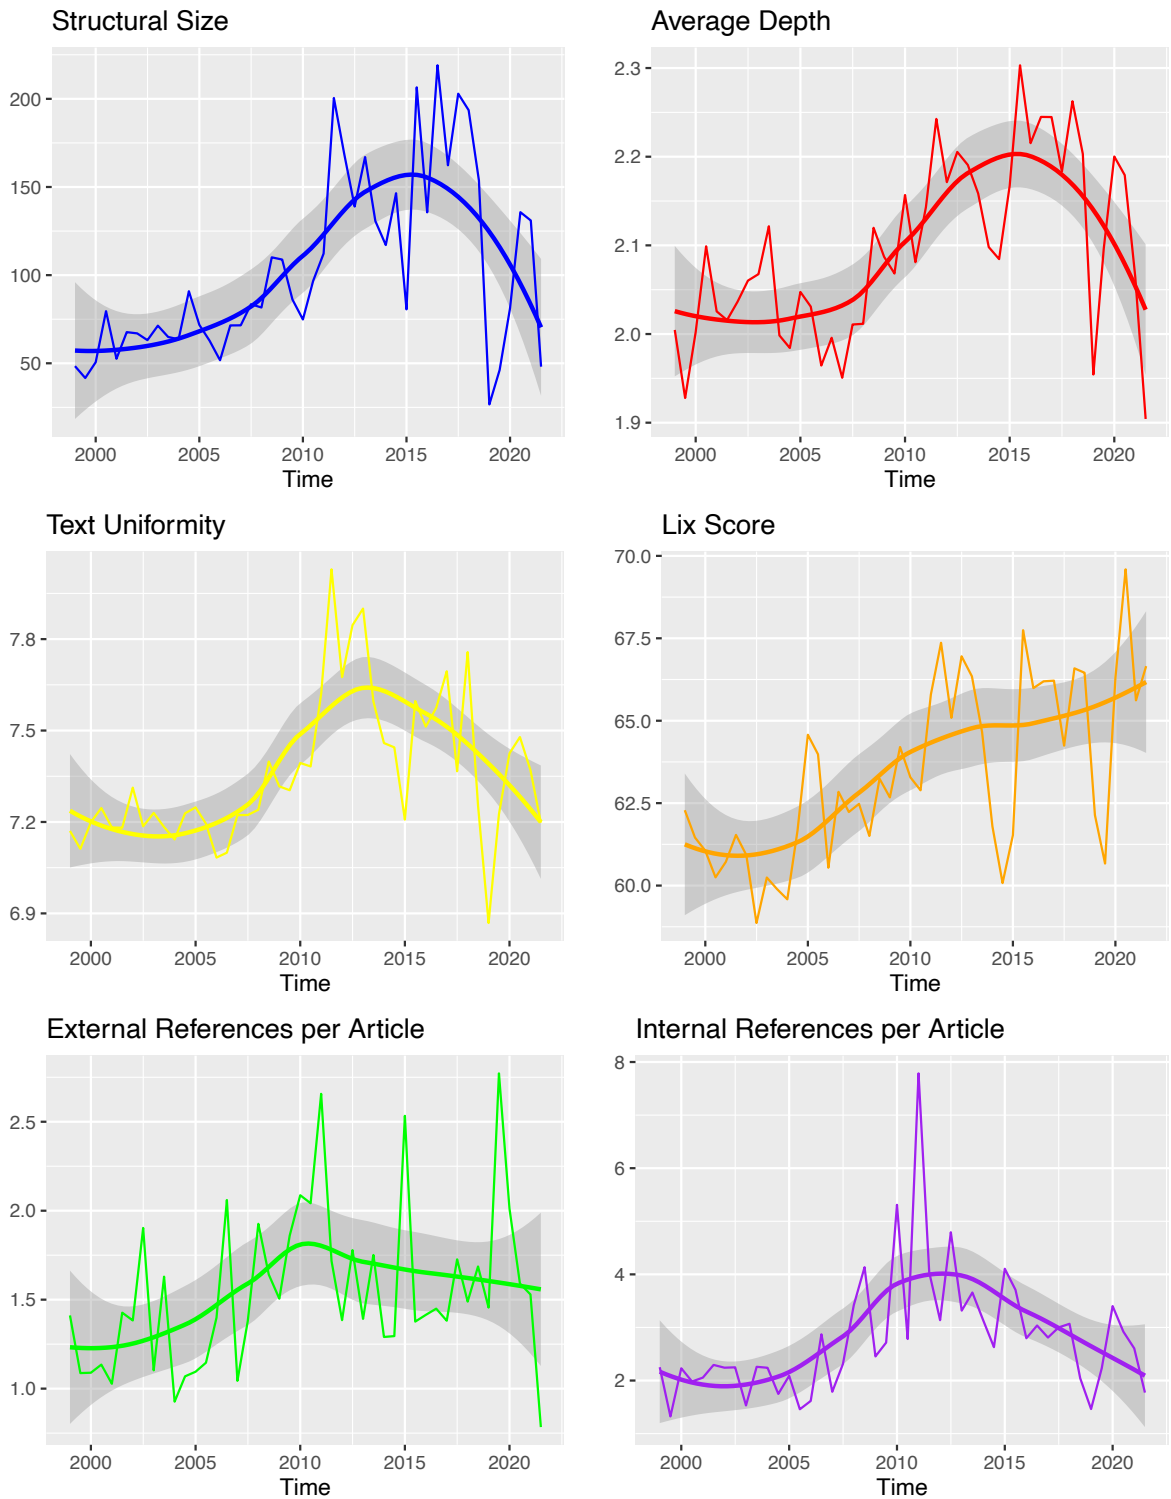 Structural Size
Average Depth
200
150
100
50
2.3
2.2
2.1
2.0
1.9
2000 2005 2010 2015 2020
2000 2005 2010 2015 2020
Time
Time
Text Uniformity
Lix Score
7.8
7.5
7.2
6.9
70.0
67.5
65.0
62.5
60.0
2000 2005 2010 2015 2020
2000 2005 2010 2015 2020
Time
Time
External References per Article
Internal References per Article
2.5
2.0
1.5
1.0
8
6
4
2
2000 2005 2010 2015 2020
2000 2005 2010 2015 2020
Time
Time